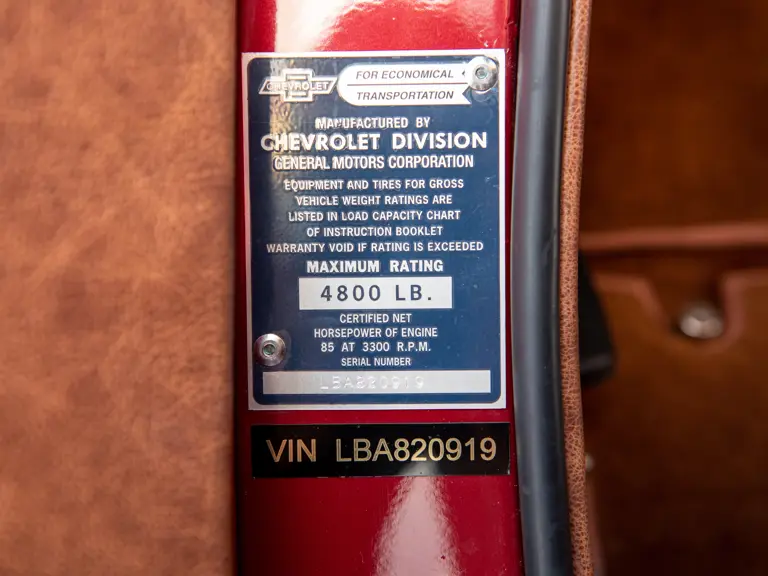 CHEVROLET
FOR ECONOMICAL
TRANSPORTATION
MANUFACTURED BY
CHEVROLET DIVISION
GENERAL MOTORS CORPORATION
EQUIPMENT AND TIRES FOR GROSS
VEHICLE WEIGHT RATINGS ARE
LISTED IN LOAD CAPACITY CHART
OF INSTRUCTION BOOKLET
WARRANTY VOID IF RATING IS EXCEEDED
MAXIMUM RATING
4800 LB.
CERTIFIED NET
HORSEPOWER OF ENGINE
85 AT 3300 R.P.M.
SERIAL NUMBER
LBA820919
VIN LBA820919